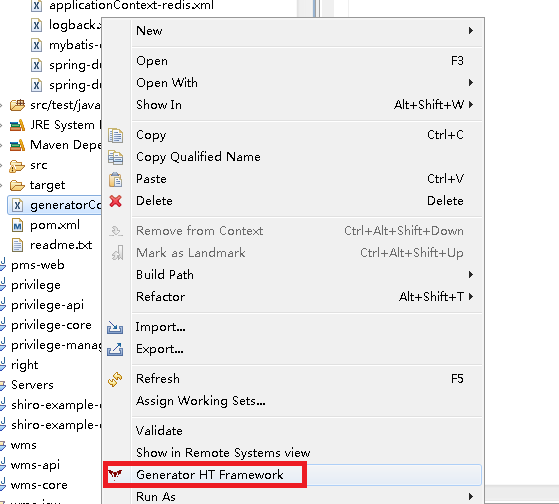 applicationContext-redis.xml
logback.
mybatis-
spring-du
spring-du
src/test/java
JRE System
Maven Depe
src
target
generatorCo
pom.xml
readme.txt
pms-web
privilege
privilege-api
privilege-core
privilege-manag
right
Servers
shiro-example-
shiro-example-
wms
wms-api
wms-core
New
Open F3
Open With
Show In Alt+Shift+W
Copy Ctrl+C
Copy Qualified Name
Paste Ctrl+V
Delete Delete
Remove from Context Ctrl+Alt+Shift+Down
Mark as Landmark Ctrl+Alt+Shift+Up
Build Path
Refactor Alt+Shift+T
Import...
Export...
Refresh F5
Assign Working Sets...
Validate
Show in Remote Systems view
Generator HT Framework
Run As